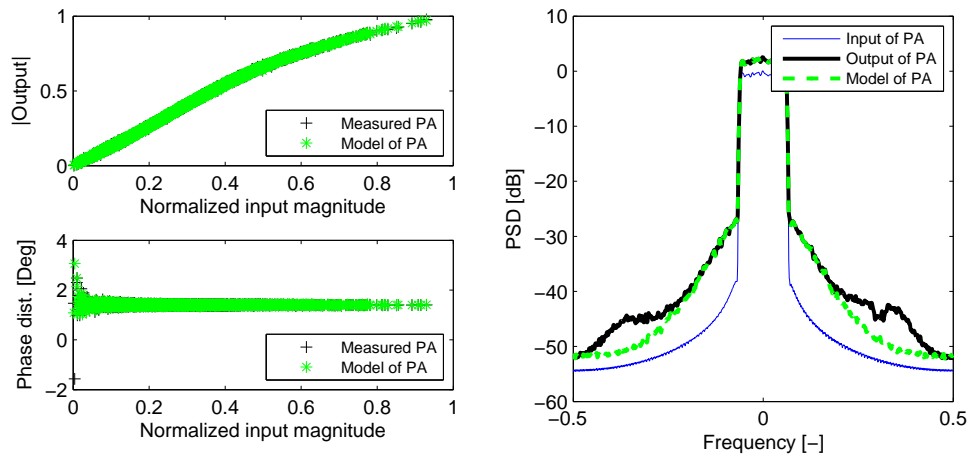 1
0.5
0
|Output|
0 0.2 0.4 0.6 0.8 1
Normalized input magnitude
Measured PA
Model of PA
4
2
0
−2
Phase dist. [Deg]
0 0.2 0.4 0.6 0.8 1
Normalized input magnitude
Measured PA
Model of PA
10
0
−10
−20
−30
−40
−50
−60
PSD [dB]
−0.5 0 0.5
Frequency [−]
Input of PA
Output of PA
Model of PA